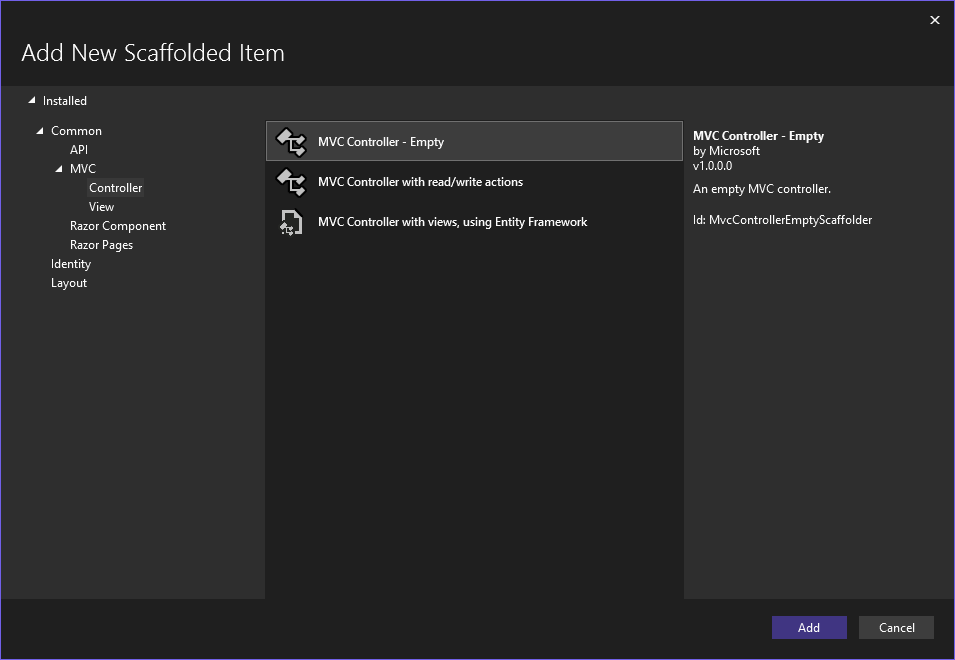 Add New Scaffolded Item
Installed
Common
API
MVC
Controller
View
Razor Component
Razor Pages
Identity
Layout
MVC Controller - Empty
MVC Controller with read/write actions
MVC Controller with views, using Entity Framework
MVC Controller - Empty
by Microsoft
v1.0.0.0
An empty MVC controller.
Id: MvcControllerEmptyScaffolder
Add
Cancel